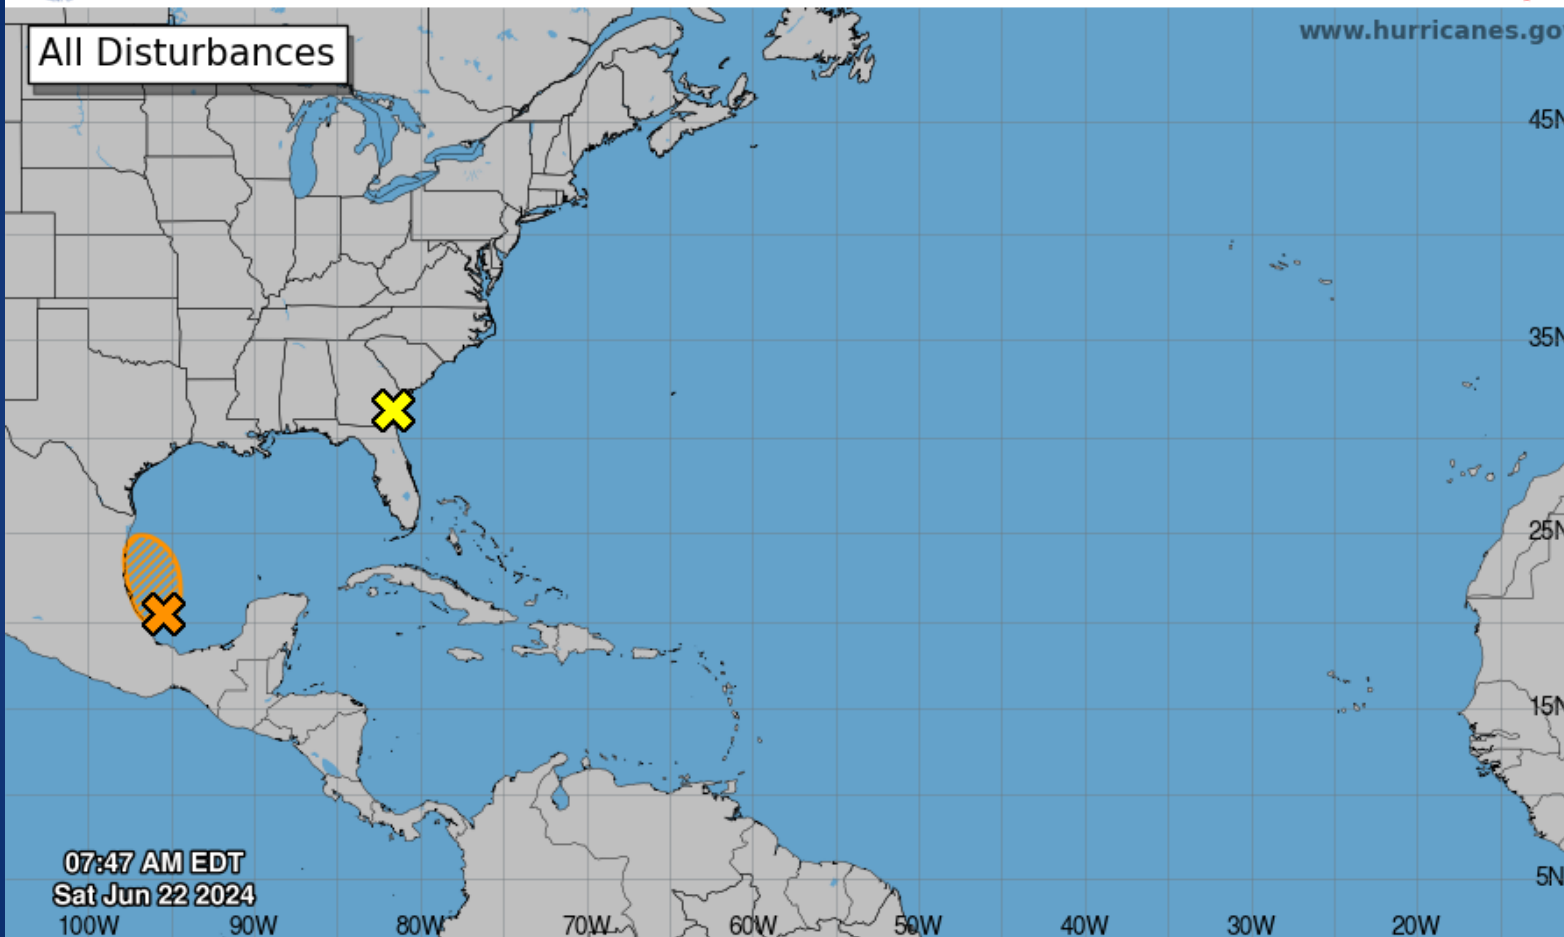 All Disturbances
www.hurricanes.go
45N
35N
25N
15N
5N
07:47 AM EDT
Sat Jun 22 2024
100W 90W 80W 70W 60W 50W 40W 30W 20W